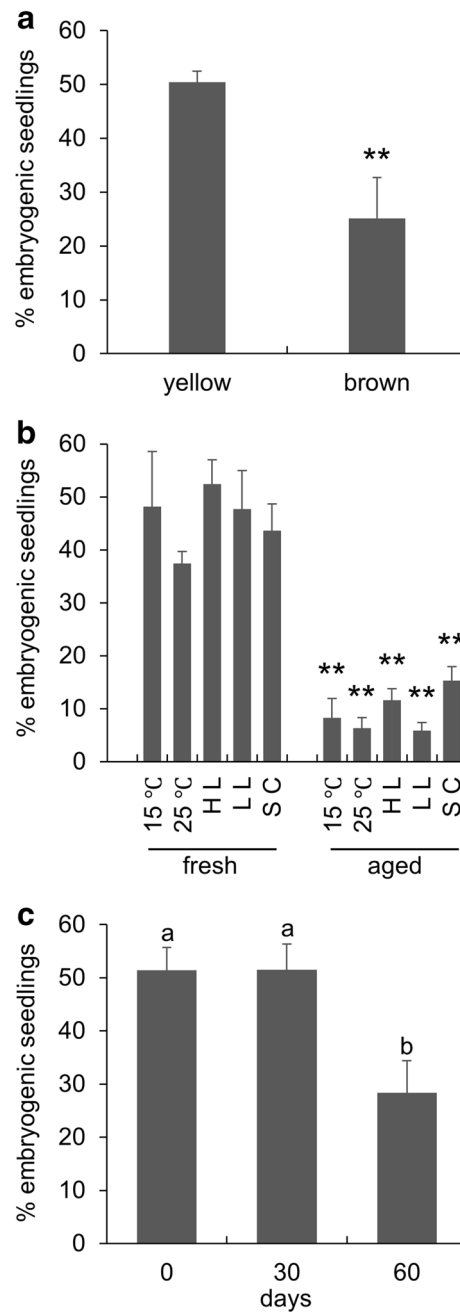 a
% embryogenic seedlings
60
50
40
30
20
10
0
**
yellow brown
b
% embryogenic seedlings
60
50
40
30
20
10
0
** ** ** ** **
15 °C 25 °C H L L L S C 15 °C 25 °C H L L L S C
fresh aged
c
% embryogenic seedlings
60
50
40
30
20
10
0
a a b
0 30 60
days